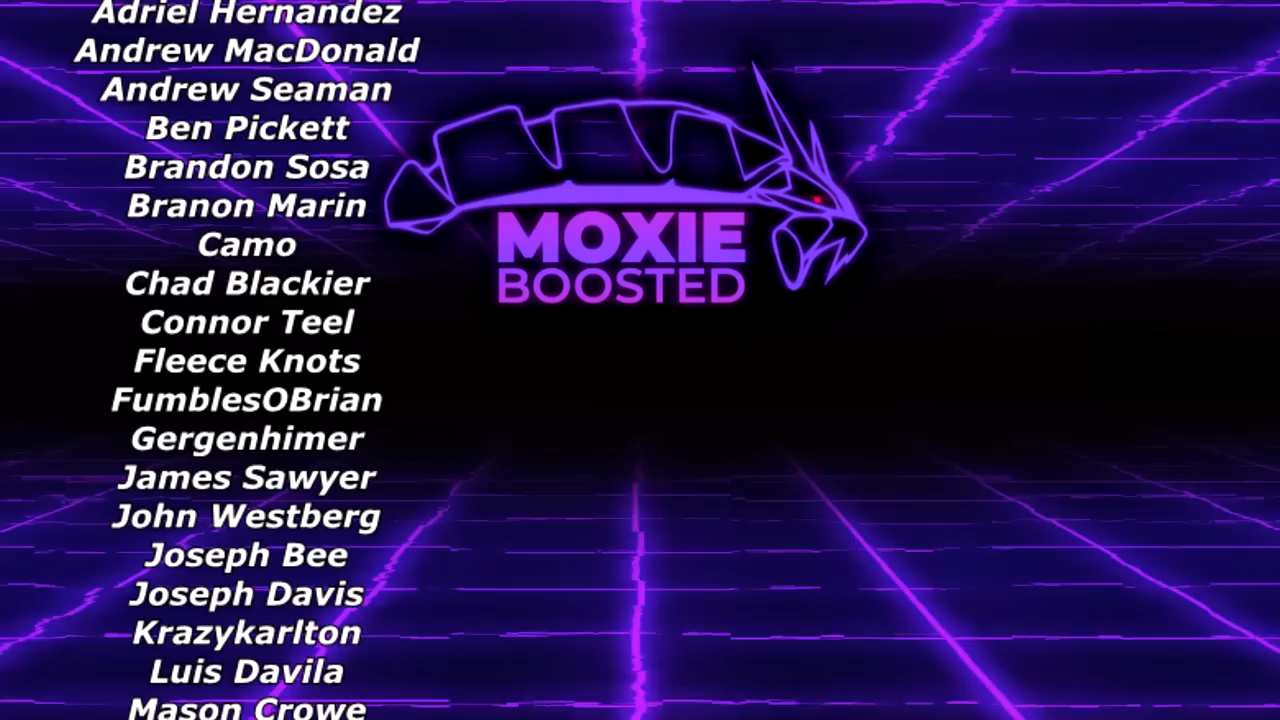 Adriel Hernandez
Andrew MacDonald
Andrew Seaman
Ben Pickett
Brandon Sosa
Branon Marin
Camo
Chad Blackier
Connor Teel
Fleece Knots
FumblesOBrian
Gergenhimer
James Sawyer
John Westberg
Joseph Bee
Joseph Davis
Krazykarlton
Luis Davila
Mason Crowe
MOXIE
BOOSTED